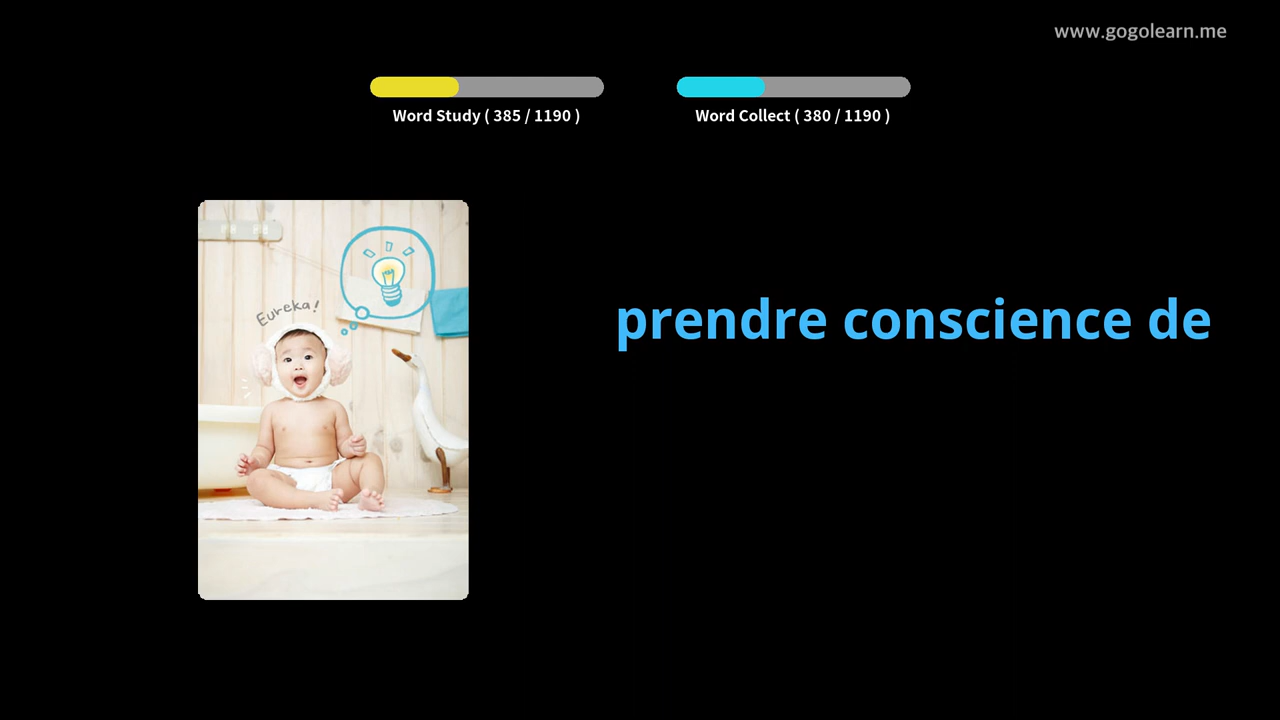 www.gogolearn.me
Word Study ( 385 / 1190 )
Word Collect ( 380 / 1190 )
Eureka!
prendre conscience de